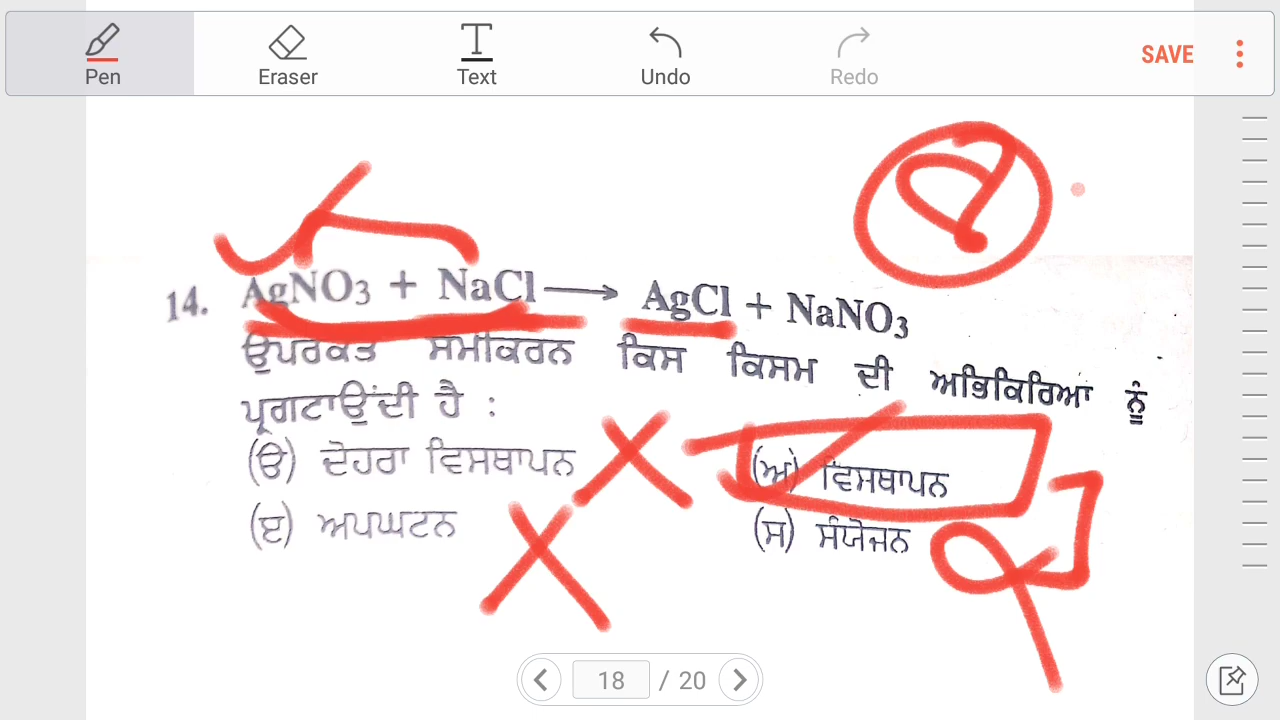 Pen
Eraser
Text
Undo
Redo
SAVE
14. AgNO3 + NaCl ⟶ AgCl + NaNO3
ਉਪਰੋਕਤ ਸਮੀਕਰਨ ਕਿਸ ਕਿਸਮ ਦੀ ਅਭਿਕਿਰਿਆ ਨੂੰ
ਪ੍ਰਗਟਾਉਂਦੀ ਹੈ :
(ੳ) ਦੋਹਰਾ ਵਿਸਥਾਪਨ (ਅ) ਵਿਸਥਾਪਨ
(ੲ) ਅਪਘਟਨ (ਸ) ਸੰਯੋਜਨ
18 / 20